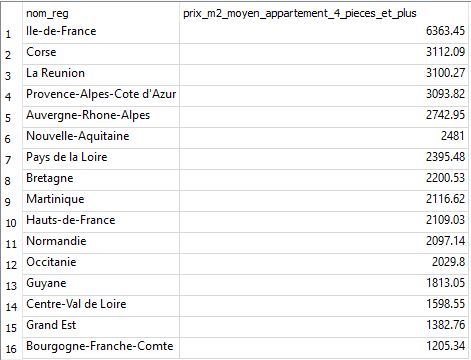 nom_reg prix_m2_moyen_appartement_4_pieces_et_plus
1 Ile-de-France 6363.45
2 Corse 3112.09
3 La Reunion 3100.27
4 Provence-Alpes-Cote d'Azur 3093.82
5 Auvergne-Rhone-Alpes 2742.95
6 Nouvelle-Aquitaine 2481
7 Pays de la Loire 2395.48
8 Bretagne 2200.53
9 Martinique 2116.62
10 Hauts-de-France 2109.03
11 Normandie 2097.14
12 Occitanie 2029.8
13 Guyane 1813.05
14 Centre-Val de Loire 1598.55
15 Grand Est 1382.76
16 Bourgogne-Franche-Comte 1205.34